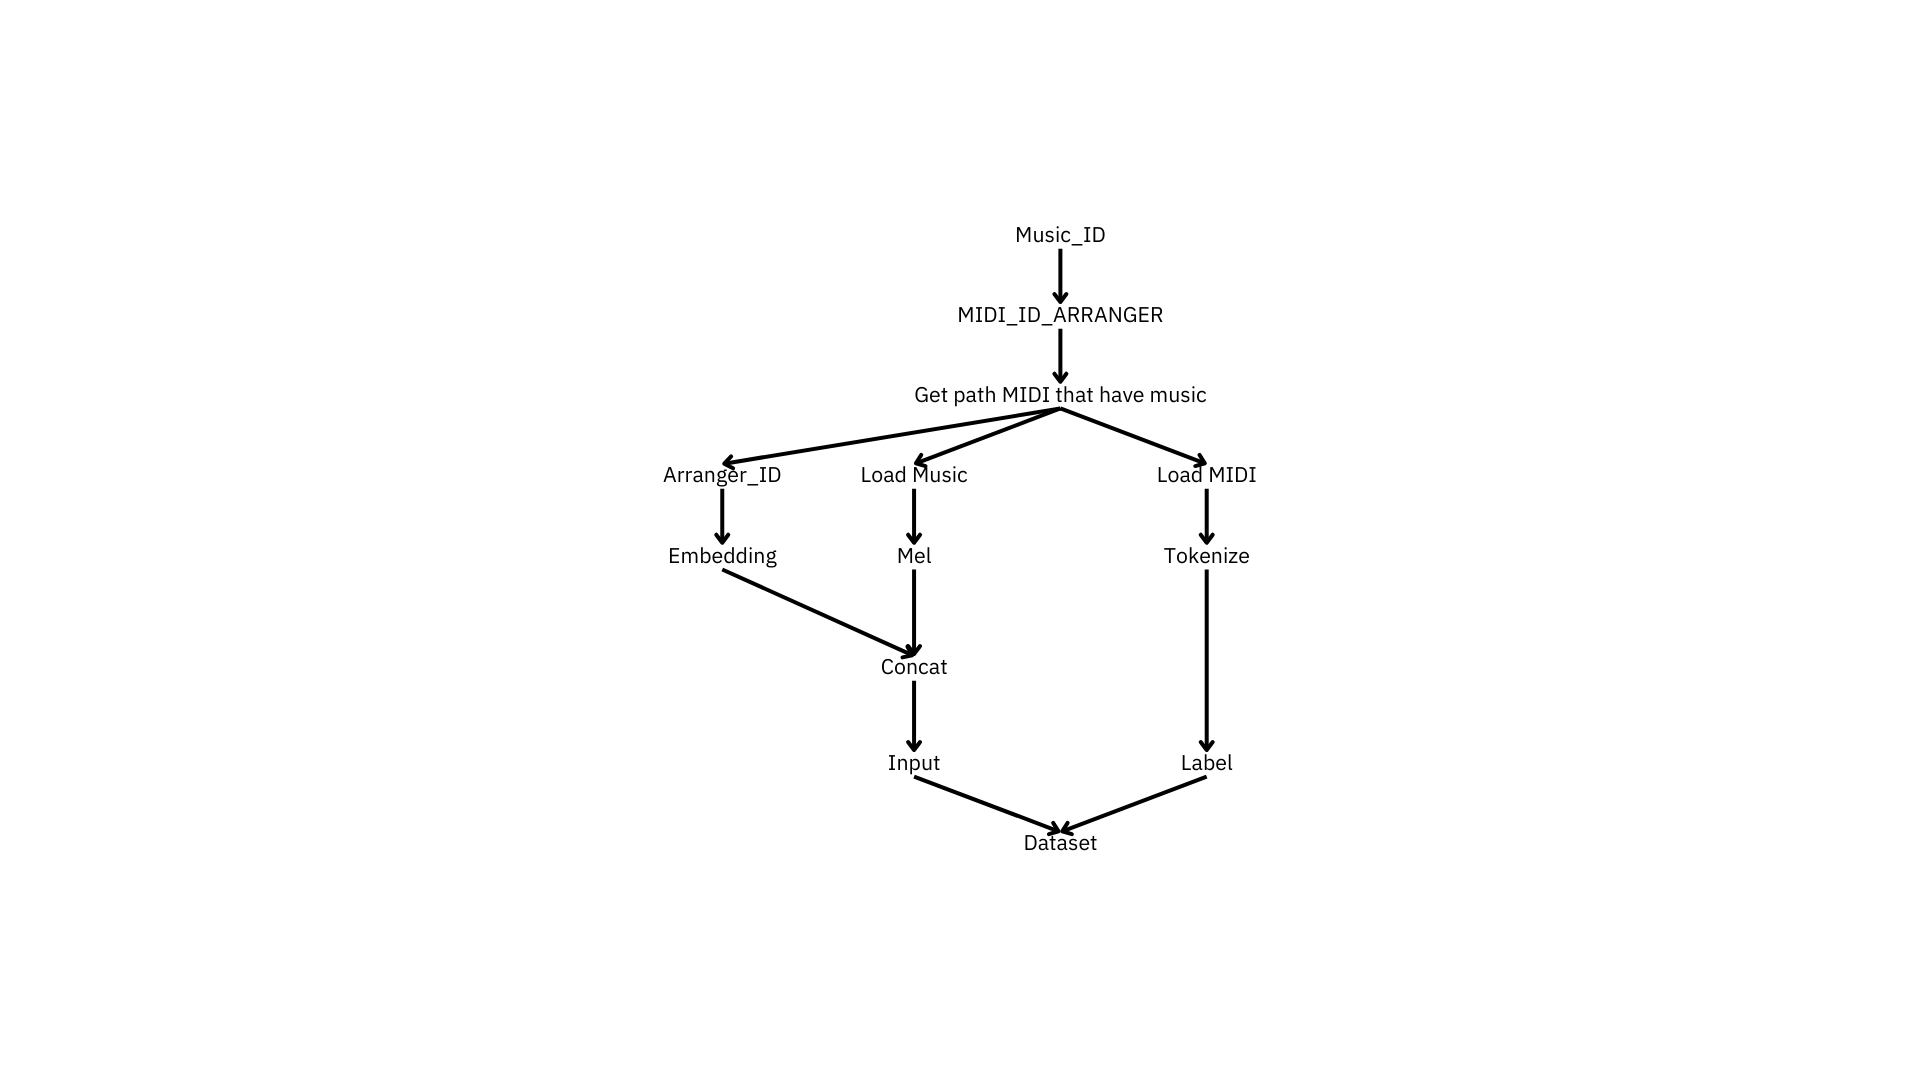 Music_ID
MIDI_ID_ARRANGER
Get path MIDI that have music
Arranger_ID
Load Music
Load MIDI
Embedding
Mel
Tokenize
Concat
Input
Label
Dataset